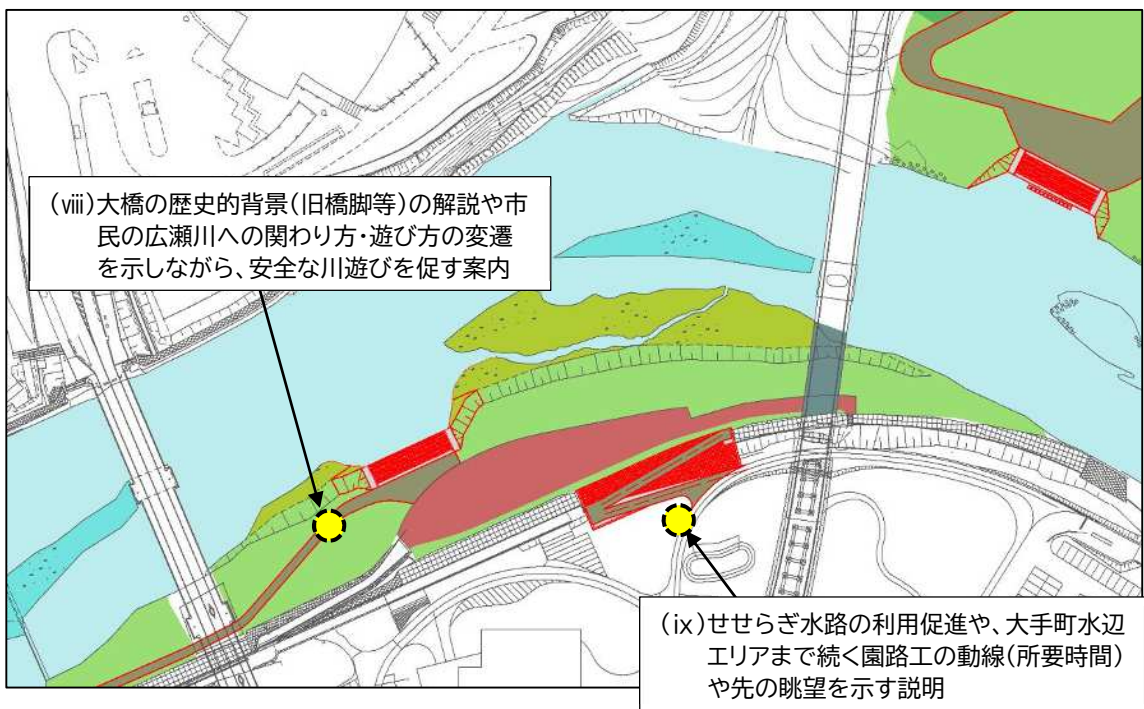 (ⅷ)大橋の歴史的背景(旧橋脚等)の解説や市
民の広瀬川への関わり方・遊び方の変遷
を示しながら、安全な川遊びを促す案内
(ⅸ)せせらぎ水路の利用促進や、大手町水辺
エリアまで続く園路工の動線(所要時間)
や先の眺望を示す説明